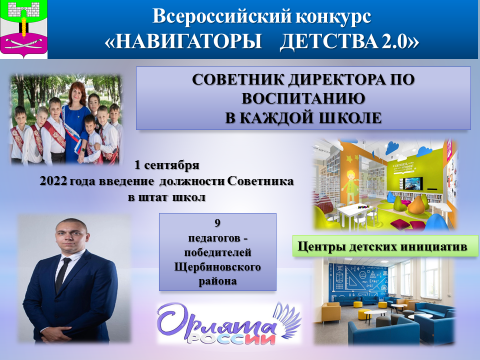 Всероссийский конкурс
«НАВИГАТОРЫ ДЕТСТВА 2.0»
СОВЕТНИК ДИРЕКТОРА ПО
ВОСПИТАНИЮ
В КАЖДОЙ ШКОЛЕ
1 сентября
2022 года введение должности Советника
в штат школ
9
педагогов -
победителей
Щербиновского
района
Центры детских инициатив
Орлята
РОССИИ